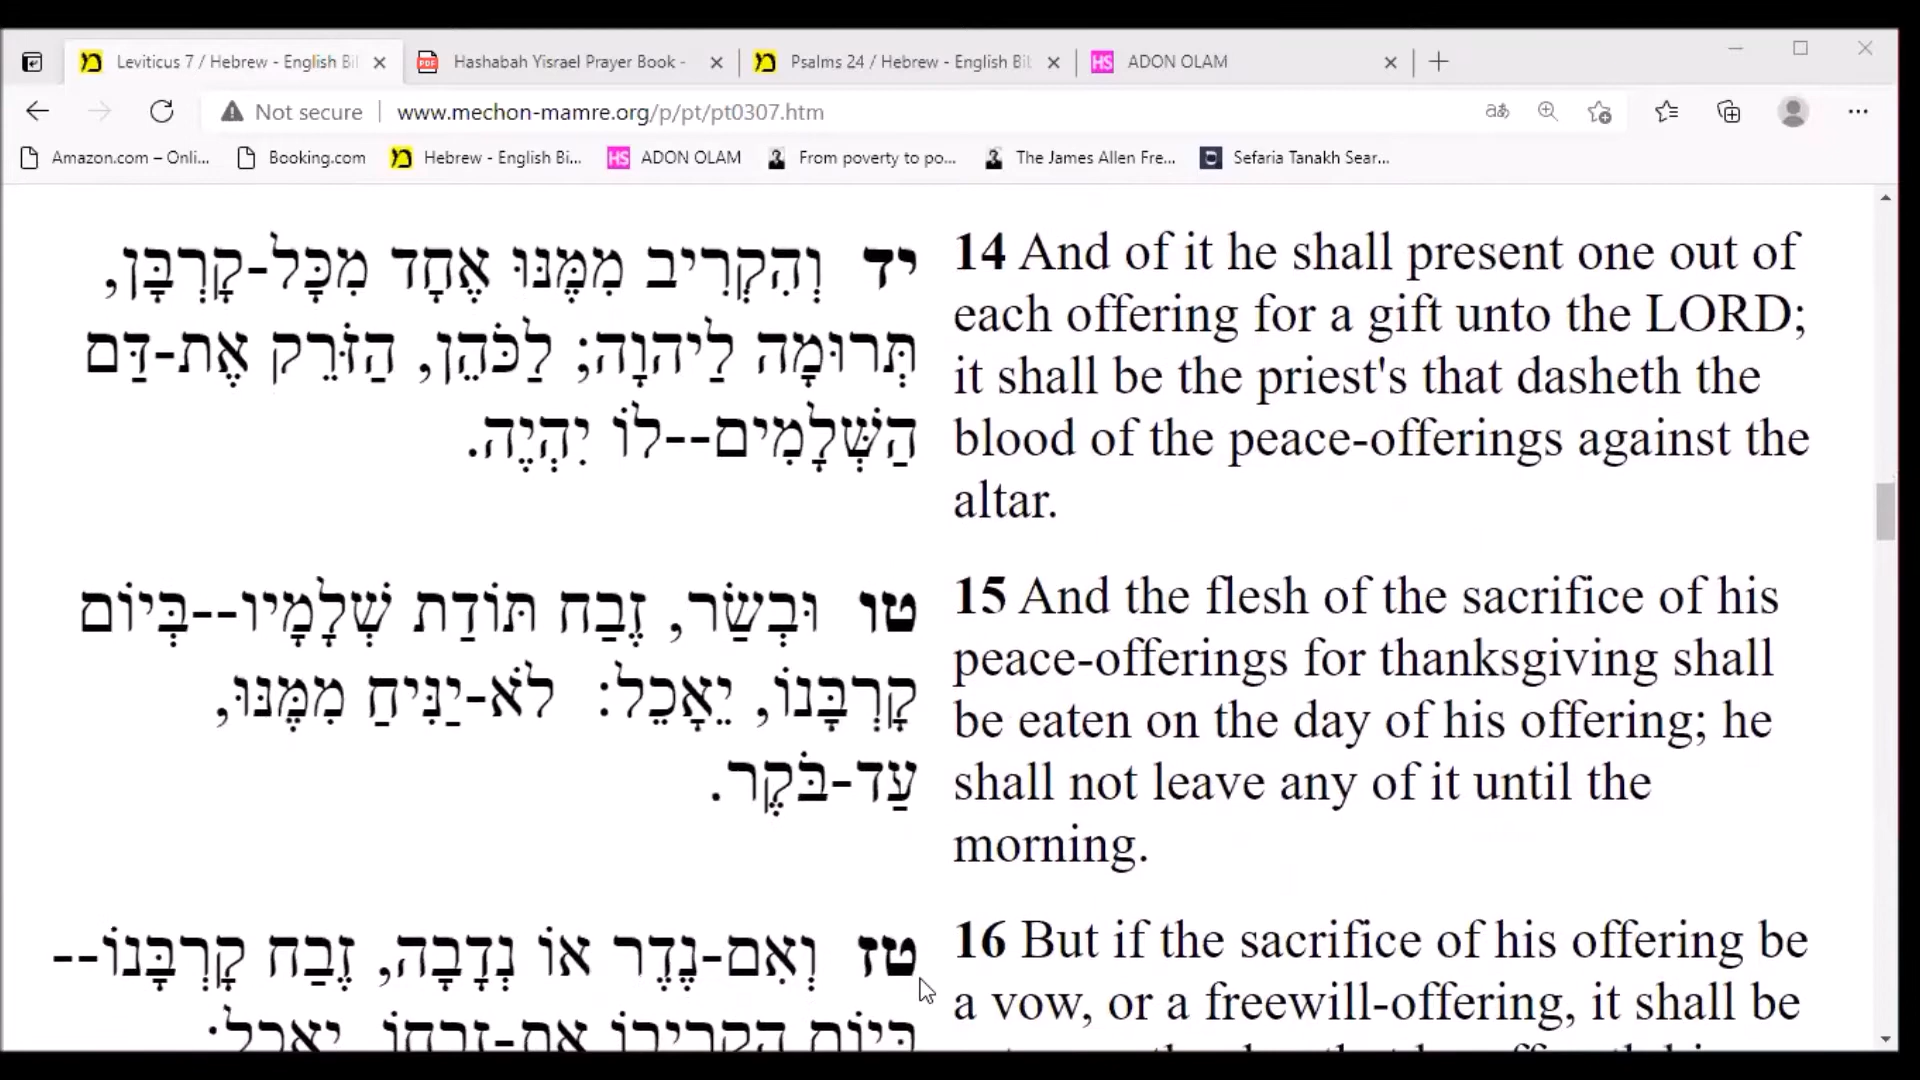 Leviticus 7 / Hebrew - English Bi
Hashabah Yisrael Prayer Book -
Psalms 24 / Hebrew - English Bi
HS ADON OLAM
Not secure
www.mechon-mamre.org/p/pt/pt0307.htm
Amazon.com – Onli...
Booking.com
Hebrew - English Bi...
HS ADON OLAM
From poverty to po...
The James Allen Fre...
Sefaria Tanakh Sear...
יד וְהִקְרִיב מִמֶּנּוּ אֶחָד מִכָּל-קָרְבָּן,
תְּרוּמָה לַיהוָה; לַכֹּהֵן, הַזֹּרֵק אֶת-דַּם
הַשְּׁלָמִים--לוֹ יִהְיֶה.
14 And of it he shall present one out of
each offering for a gift unto the LORD;
it shall be the priest's that dasheth the
blood of the peace-offerings against the
altar.
טו וּבְשַׂר, זֶבַח תּוֹדַת שְׁלָמָיו--בְּיוֹם
קָרְבָּנוֹ, יֵאָכֵל: לֹא-יַנִּיחַ מִמֶּנּוּ,
עַד-בֹּקֶר.
15 And the flesh of the sacrifice of his
peace-offerings for thanksgiving shall
be eaten on the day of his offering; he
shall not leave any of it until the
morning.
טז וְאִם-נֶדֶר אוֹ נְדָבָה, זֶבַח קָרְבָּנוֹ--
בְּיוֹם הַקְרִיבוֹ אֶת-זִבְחוֹ יֵאָכֵל;
16 But if the sacrifice of his offering be
a vow, or a freewill-offering, it shall be